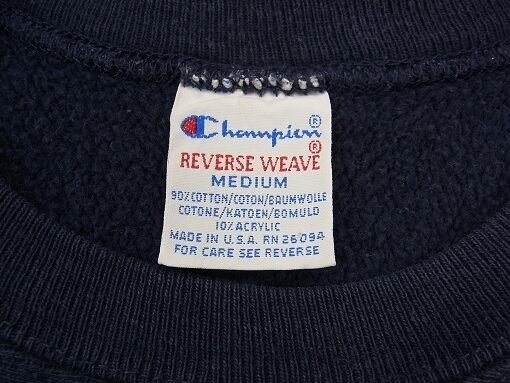 Champion®
REVERSE WEAVE®
MEDIUM
90% COTTON/COTON/BAUMWOLLE
COTONE/KATOEN/BOMULD
10% ACRYLIC
MADE IN U.S.A. RN 26094
FOR CARE SEE REVERSE